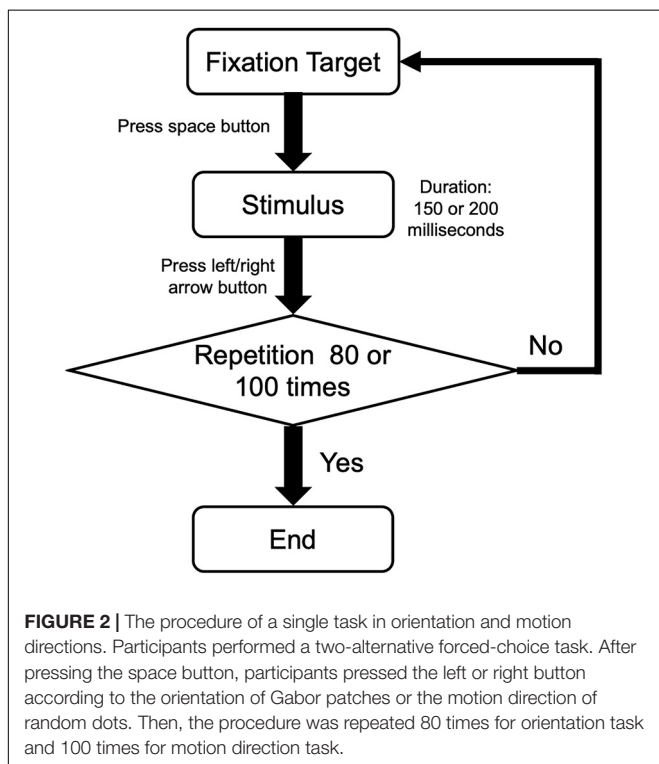 Fixation Target
Press space button
Stimulus
Duration:
150 or 200
milliseconds
Press left/right
arrow button
Repetition 80 or
100 times
No
Yes
End
FIGURE 2 | The procedure of a single task in orientation and motion
directions. Participants performed a two-alternative forced-choice task. After
pressing the space button, participants pressed the left or right button
according to the orientation of Gabor patches or the motion direction of
random dots. Then, the procedure was repeated 80 times for orientation task
and 100 times for motion direction task.